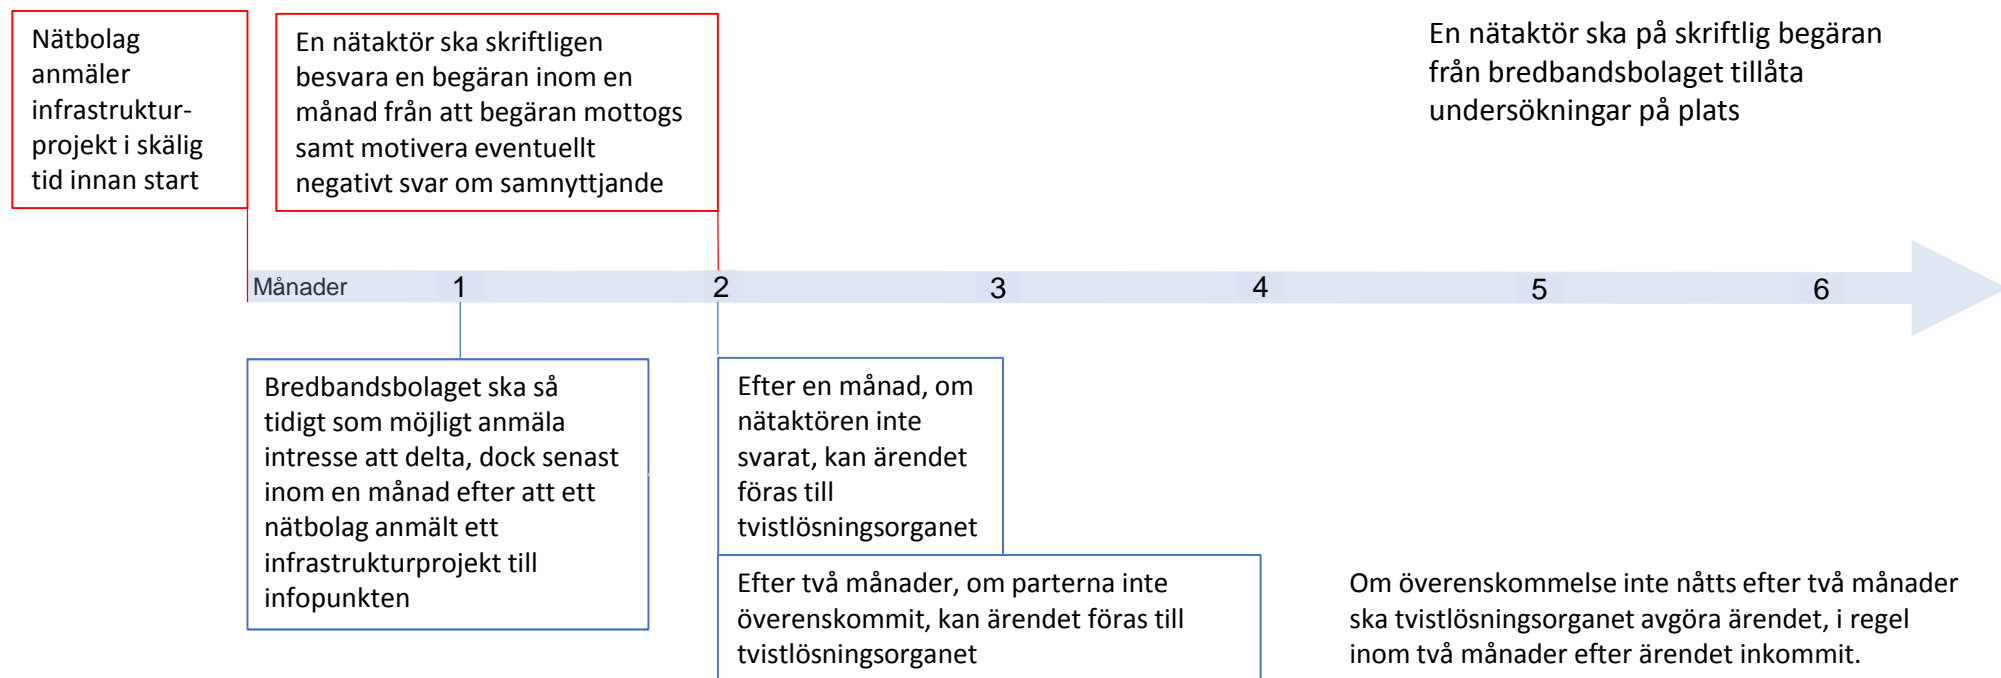 Nätbolag
anmäler
infrastruktur-
projekt i skälig
tid innan start
En nätaktör ska skriftligen
besvara en begäran inom en
månad från att begäran mottogs
samt motivera eventuellt
negativt svar om samnyttjande
En nätaktör ska på skriftlig begäran
från bredbandsbolaget tillåta
undersökningar på plats
Månader 1 2 3 4 5 6
Bredbandsbolaget ska så
tidigt som möjligt anmäla
intresse att delta, dock senast
inom en månad efter att ett
nätbolag anmält ett
infrastrukturprojekt till
infopunkten
Efter en månad, om
nätaktören inte
svarat, kan ärendet
föras till
tvistlösningsorganet
Efter två månader, om parterna inte
överenskommit, kan ärendet föras till
tvistlösningsorganet
Om överenskommelse inte nåtts efter två månader
ska tvistlösningsorganet avgöra ärendet, i regel
inom två månader efter ärendet inkommit.